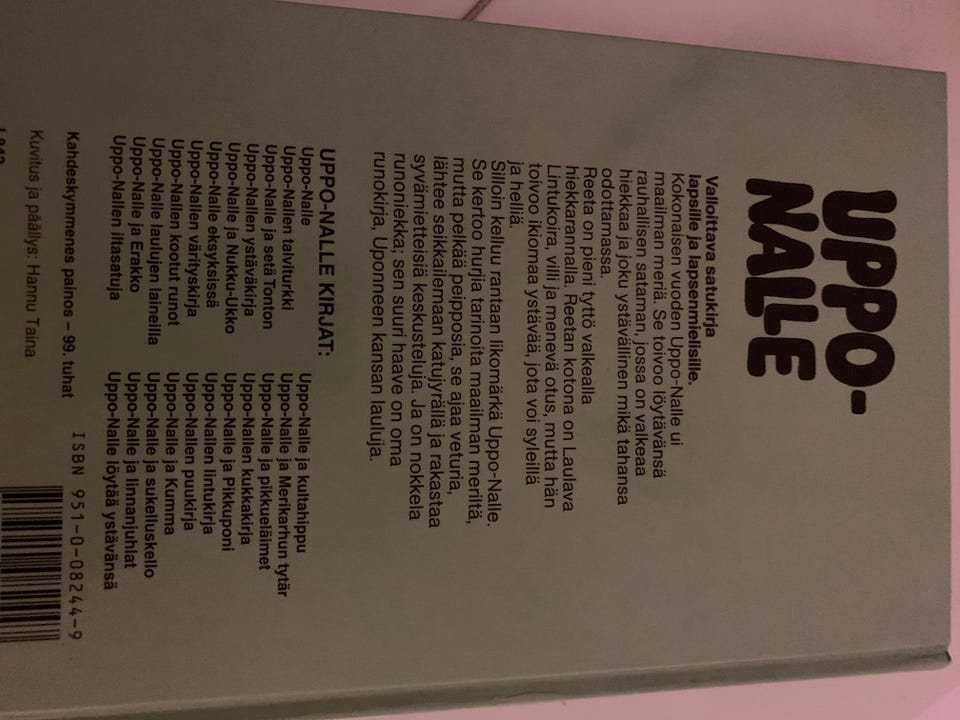 UPPO-
NALLE
Valloittava satukirja
lapsille ja lapsenmielisille.
Kokonaisen vuoden Uppo-Nalle ui
maailman meriä. Se toivoo löytävänsä
rauhallisen sataman, jossa on valkeaa
hiekkaa ja joku ystävällinen mikä tahansa
odottamassa.
Reeta on pieni tyttö valkealla
hiekkarannalla. Reetan kotona on Laulava
Lintukoira, villi ja menevä otus, mutta hän
toivoo ikiomaa ystävää, jota voi syleillä
ja helliä.
Silloin kelluu rantaan likomärkä Uppo-Nalle.
Se kertoo hurjia tarinoita maailman meriltä,
mutta pelkää peipposia, se ajaa veturia,
lähtee seikkailemaan katujyrällä ja rakastaa
syvämietteisiä keskusteluja. Ja on nokkela
runoniekka: sen suuri haave on oma
runokirja, Uponneen kansan lauluja.
UPPO-NALLE KIRJAT:
Uppo-Nalle
Uppo-Nallen talviturkki
Uppo-Nalle ja setä Tonton
Uppo-Nallen ystäväkirja
Uppo-Nalle ja Nukku-Ukko
Uppo-Nalle eksyksissä
Uppo-Nallen värityskirja
Uppo-Nallen kootut runot
Uppo-Nalle laulujen laineilla
Uppo-Nalle ja Erakko
Uppo-Nallen iltasatuja
Uppo-Nalle ja kultahippu
Uppo-Nalle ja Merikarhun tytär
Uppo-Nalle ja pikkueläimet
Uppo-Nallen kukkakirja
Uppo-Nalle ja Pikkuponi
Uppo-Nallen lintukirja
Uppo-Nallen puukirja
Uppo-Nalle ja Kumma
Uppo-Nalle ja sukelluskello
Uppo-Nalle ja linnanjuhlat
Uppo-Nalle löytää ystävänsä
Kahdeskymmenes painos – 99. tuhat
ISBN 951-0-08244-9
Kuvitus ja päällys: Hannu Taina